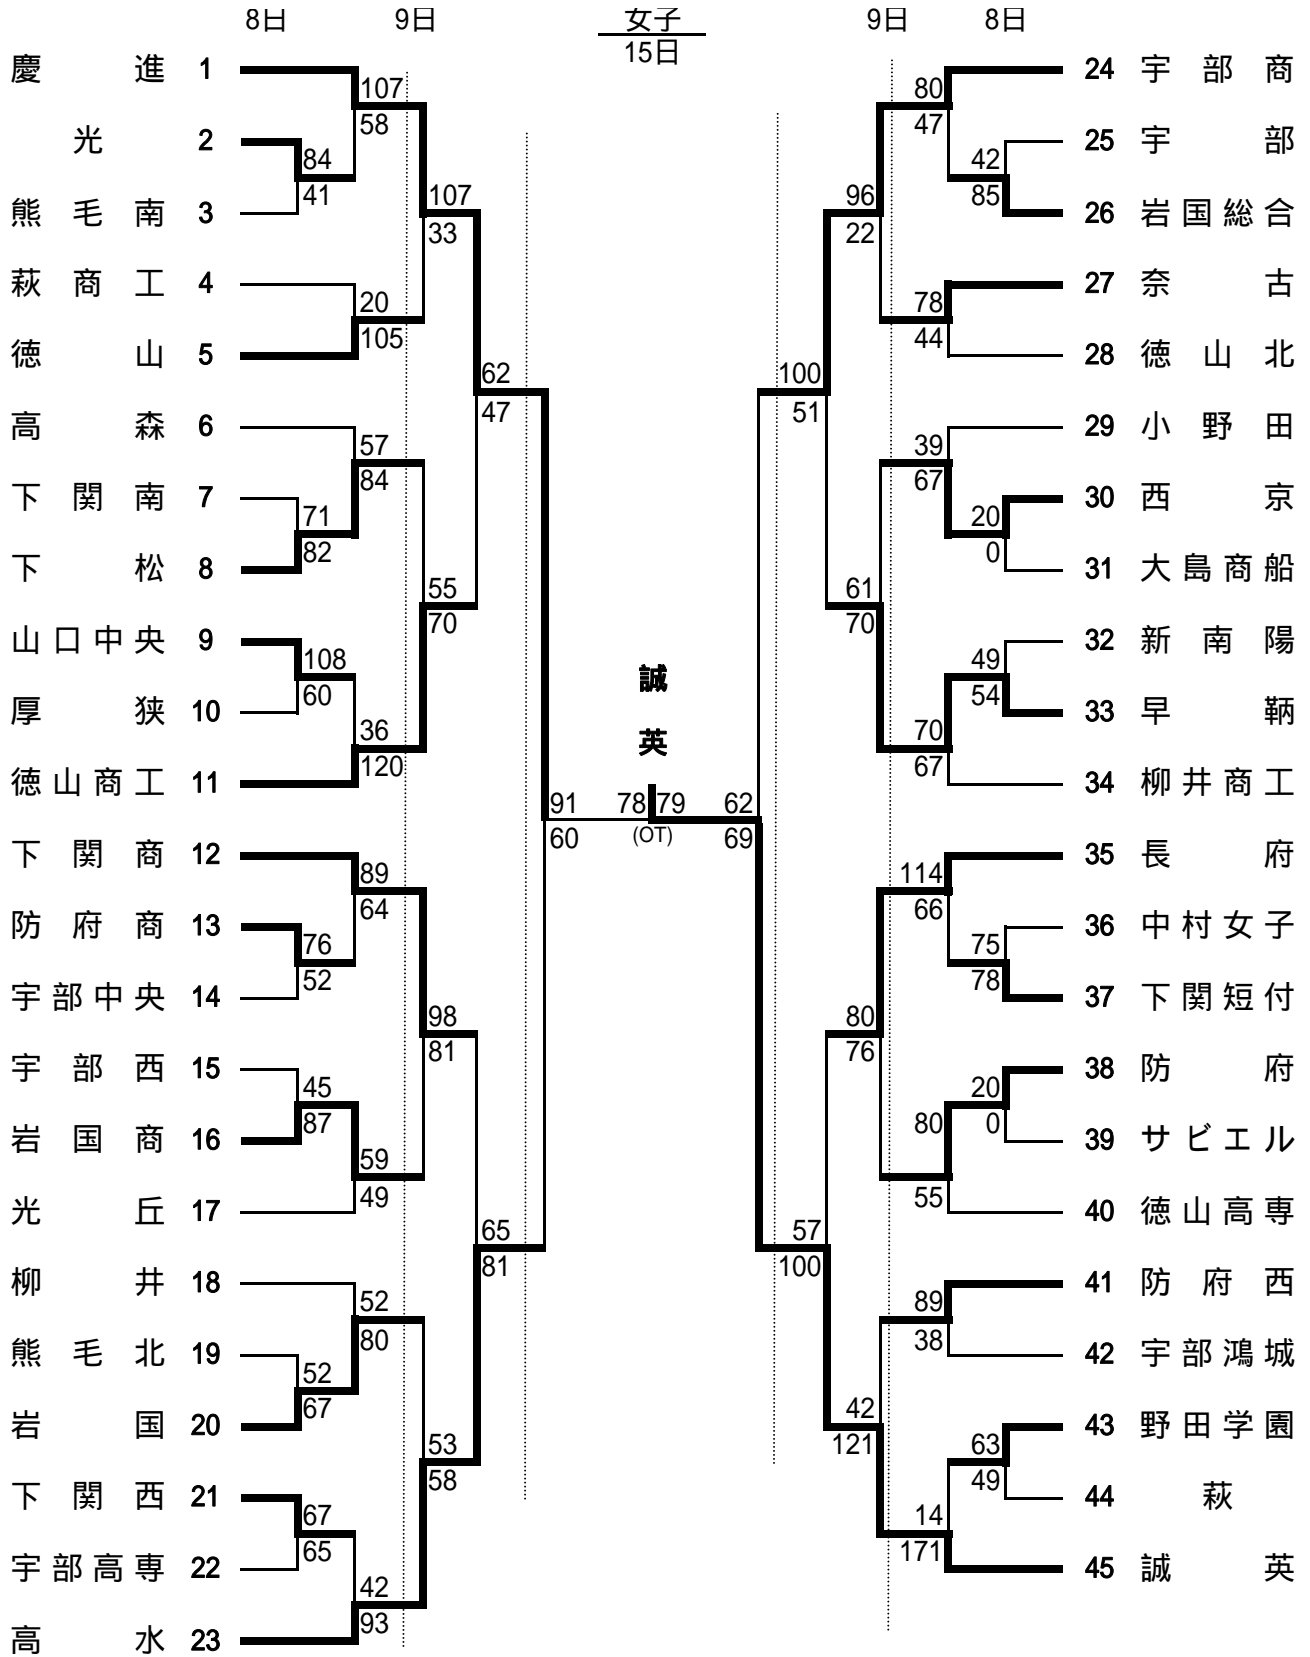 8日 9日 女子 9日 8日
15日
慶進 1
光 2
熊毛南 3
萩商工 4
徳山 5
高森 6
下関南 7
下松 8
山口中央 9
厚狭 10
徳山商工 11
下関商 12
防府商 13
宇部中央 14
宇部西 15
岩国商 16
光丘 17
柳井 18
熊毛北 19
岩国 20
下関西 21
宇部高専 22
高水 23
84
41
71
82
108
60
76
52
45
87
52
67
67
65
107
58
20
105
57
84
36
120
89
64
59
49
52
80
42
93
107
33
55
70
98
81
53
58
62
47
65
81
91
60
誠英
78 79
(OT)
62
69
100
51
57
100
96
22
61
70
80
76
42
121
80
47
78
44
39
67
70
67
114
66
80
55
89
38
14
171
42
85
20
0
49
54
75
78
20
0
63
49
24 宇部商
25 宇部
26 岩国総合
27 奈古
28 徳山北
29 小野田
30 西京
31 大島商船
32 新南陽
33 早鞆
34 柳井商工
35 長府
36 中村女子
37 下関短付
38 防府
39 サビエル
40 徳山高専
41 防府西
42 宇部鴻城
43 野田学園
44 萩
45 誠英